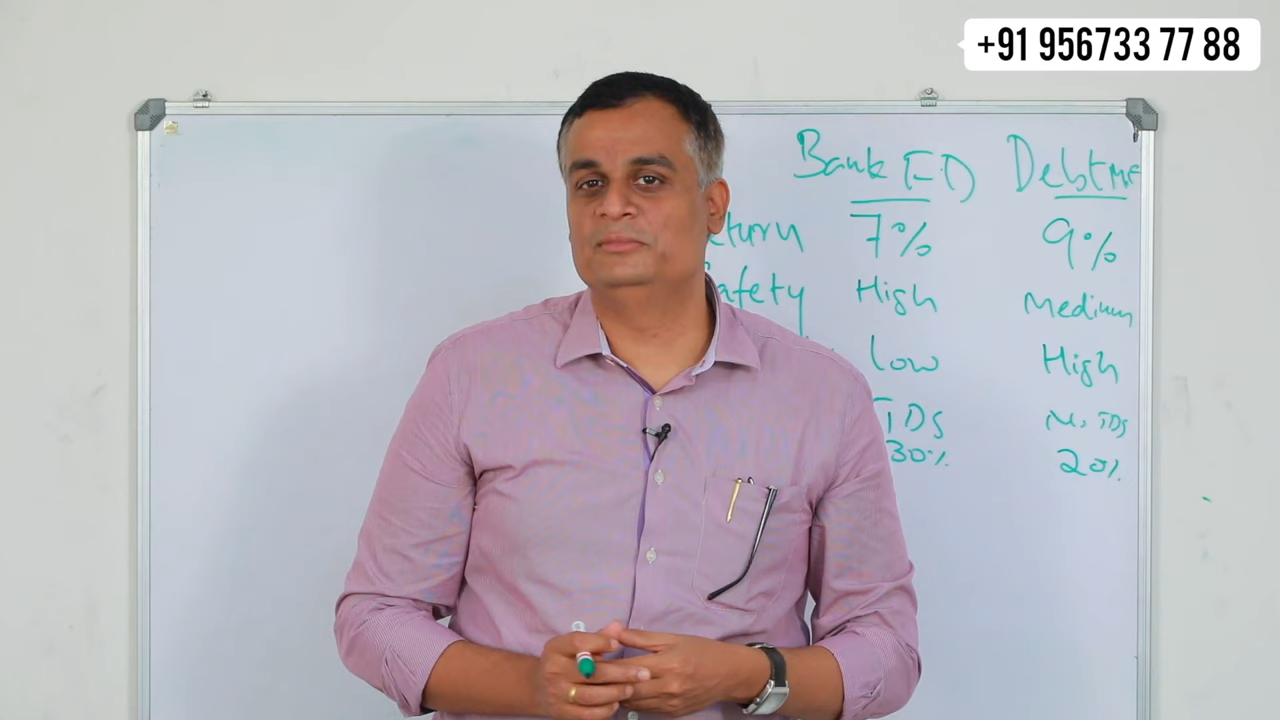 +91 956733 77 88
Bank FD Debt MF
eturn 7% 9%
Safety High Medium
low High
TDS No TDS
30% 20%